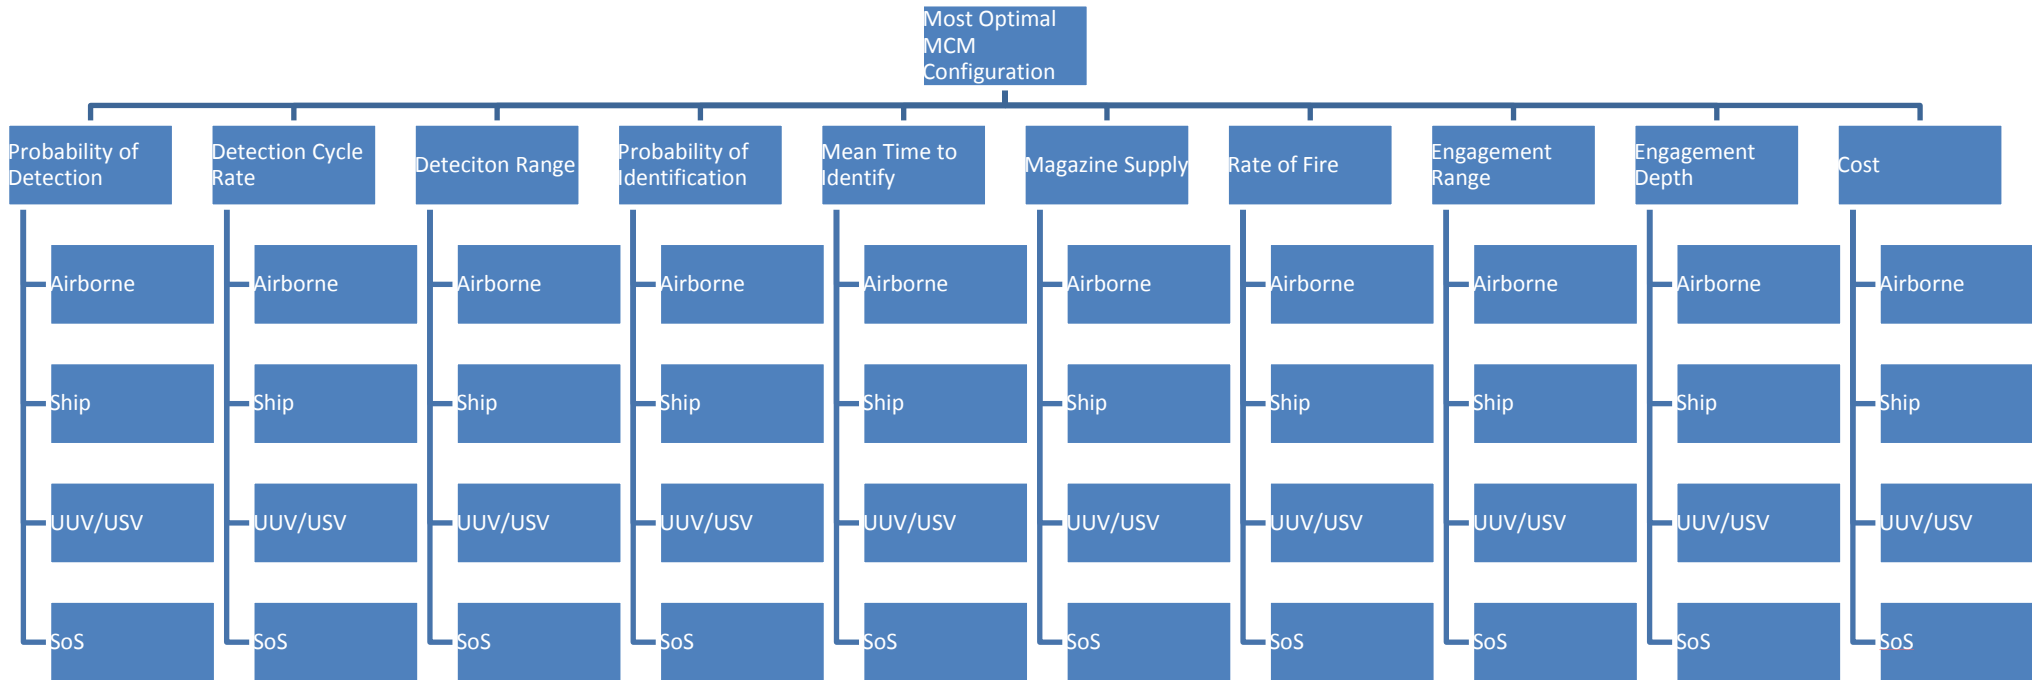 Most Optimal
MCM
Configuration
Probability of
Detection
Detection Cycle
Rate
Deteciton Range
Probability of
Identification
Mean Time to
Identify
Magazine Supply
Rate of Fire
Engagement
Range
Engagement
Depth
Cost
Airborne
Airborne
Airborne
Airborne
Airborne
Airborne
Airborne
Airborne
Airborne
Airborne
Ship
Ship
Ship
Ship
Ship
Ship
Ship
Ship
Ship
Ship
UUV/USV
UUV/USV
UUV/USV
UUV/USV
UUV/USV
UUV/USV
UUV/USV
UUV/USV
UUV/USV
UUV/USV
SoS
SoS
SoS
SoS
SoS
SoS
SoS
SoS
SoS
SoS